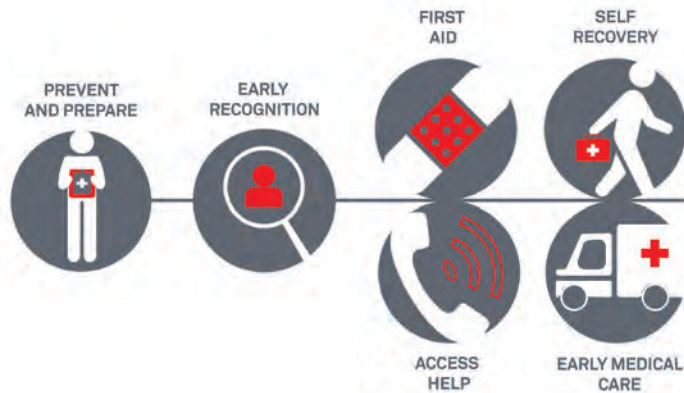 PREVENT
AND PREPARE
EARLY
RECOGNITION
FIRST
AID
SELF
RECOVERY
ACCESS
HELP
EARLY MEDICAL
CARE